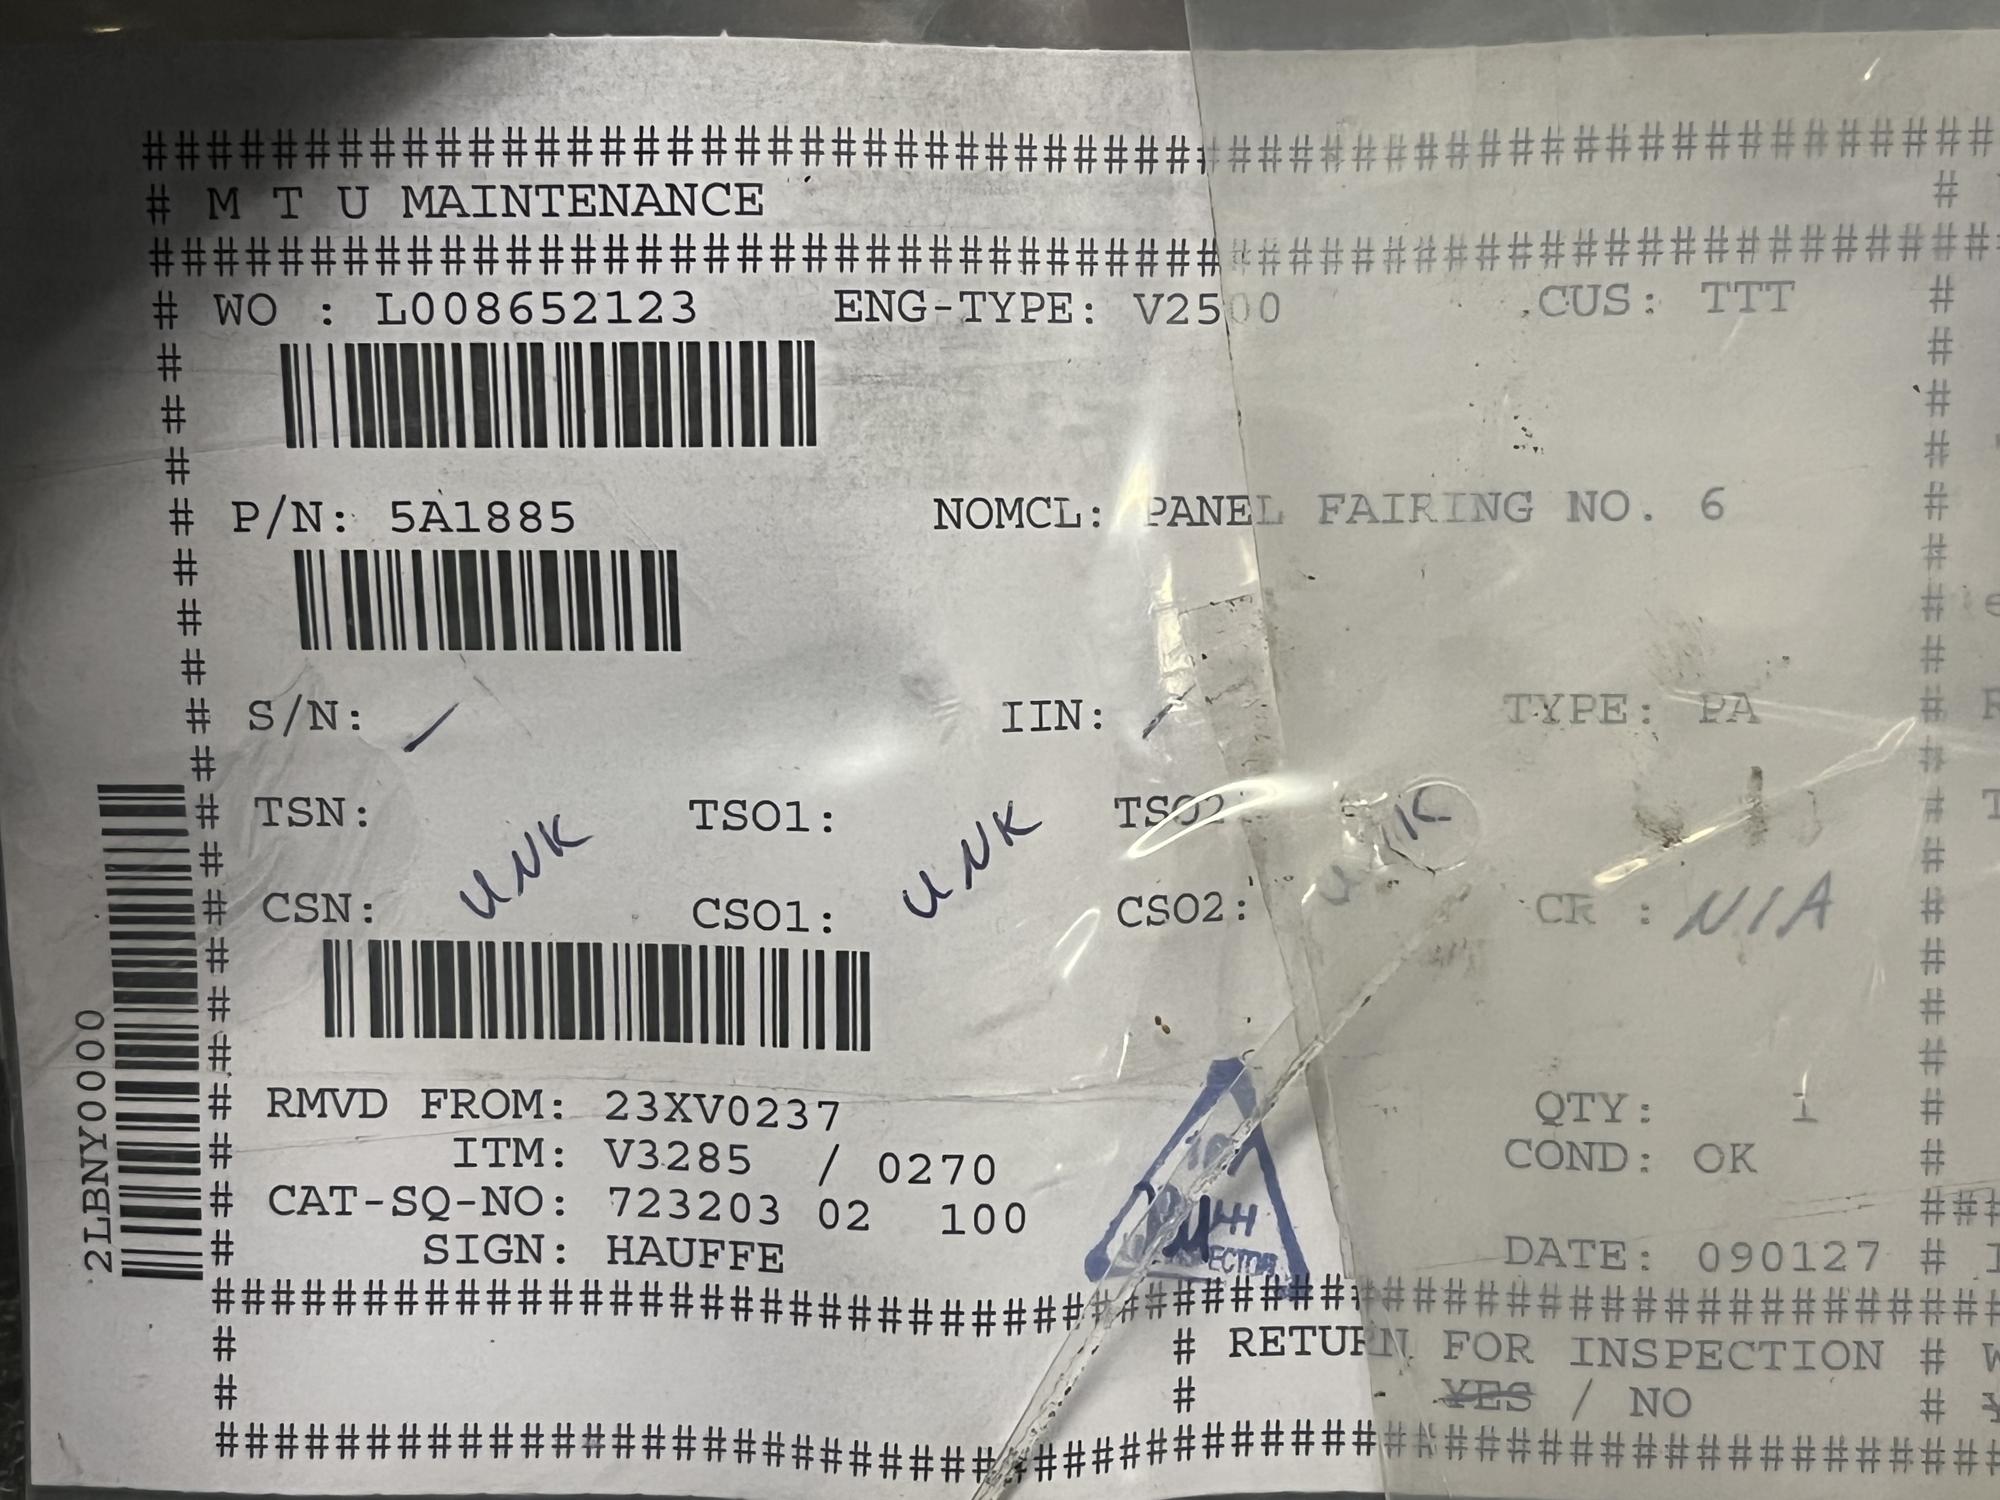 ##################################################
# M T U MAINTENANCE #
##################################################
# WO : L008652123 ENG-TYPE: V2500 CUS: TTT #
# P/N: 5A1885 NOMCL: PANEL FAIRING NO. 6 #
# S/N: / IIN: / TYPE: PA #
# TSN: TSO1: TSO2:
UNK UNK UNK
# CSN: CSO1: CSO2: CR : N/A #
# RMVD FROM: 23XV0237 QTY: 1 #
# ITM: V3285 / 0270 COND: OK #
# CAT-SQ-NO: 723203 02 100
# SIGN: HAUFFE DATE: 090127 #
##################################################
# # RETURN FOR INSPECTION #
# # YES / NO #
##################################################
2LBNY0000